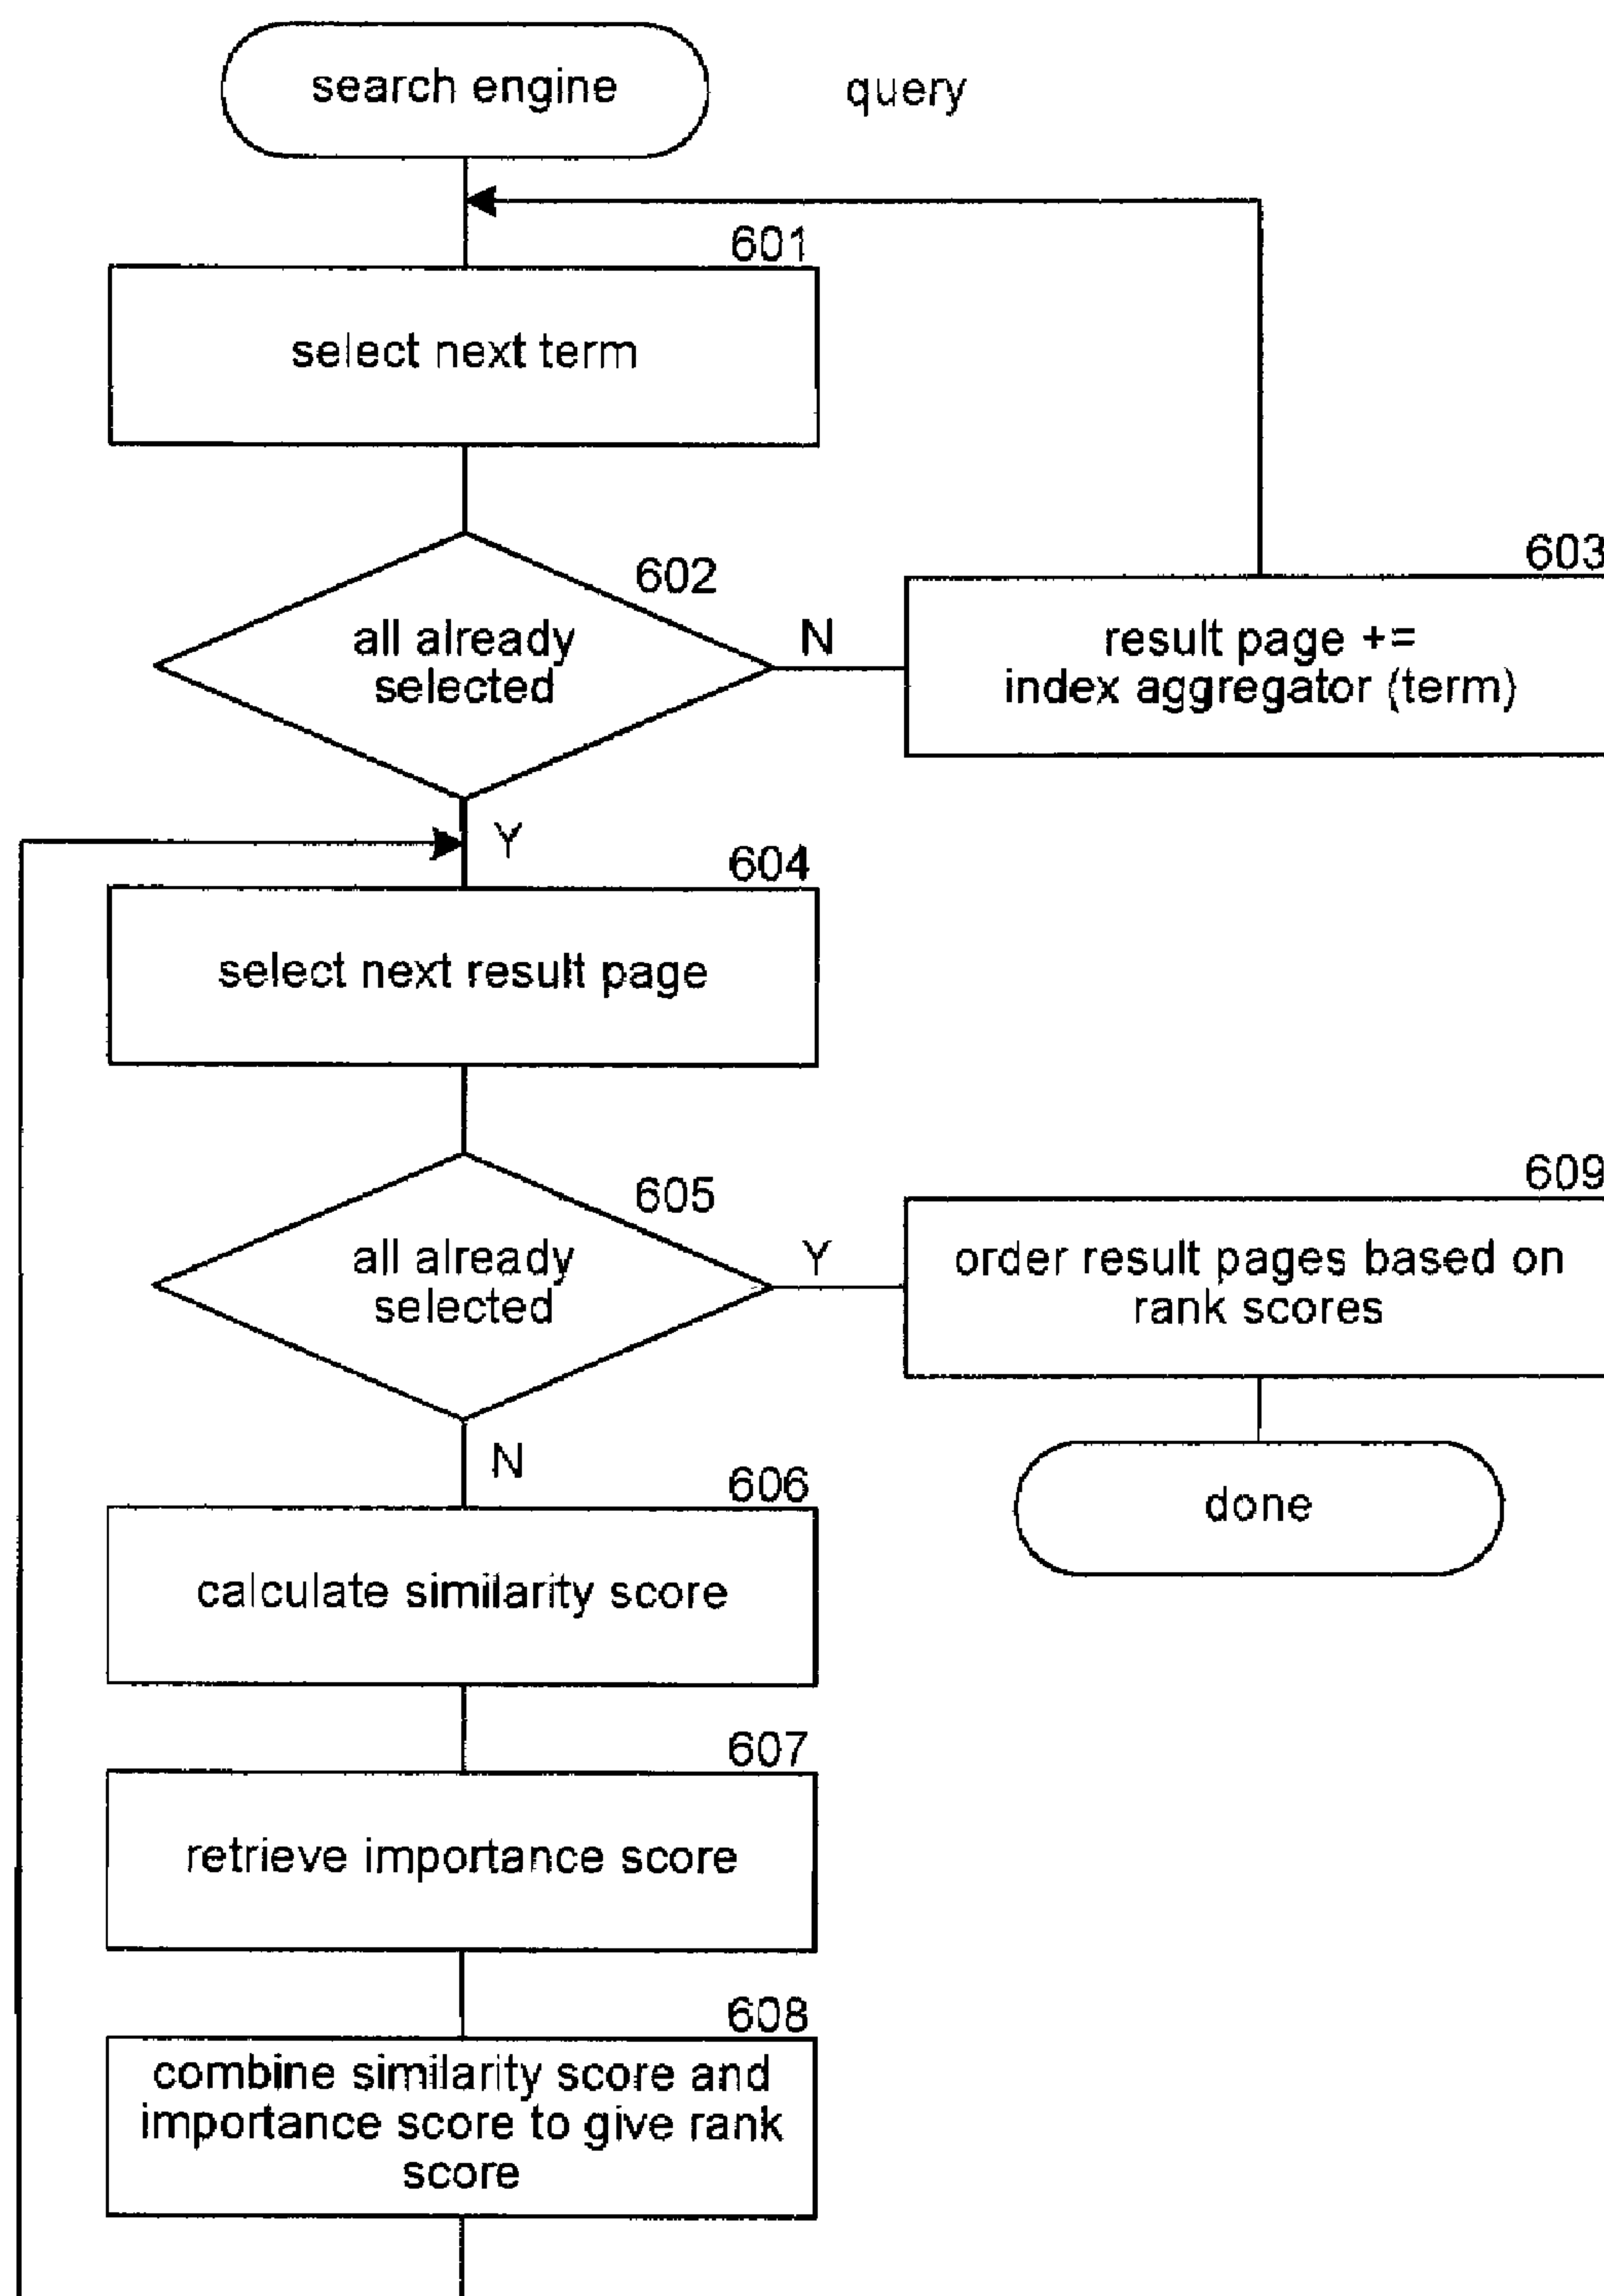 search engine
query
601
select next term
602
all already
selected
N
603
result page +=
index aggregator (term)
Y
604
select next result page
605
all already
selected
Y
609
order result pages based on
rank scores
done
N
606
calculate similarity score
607
retrieve importance score
608
combine similarity score and
importance score to give rank
score